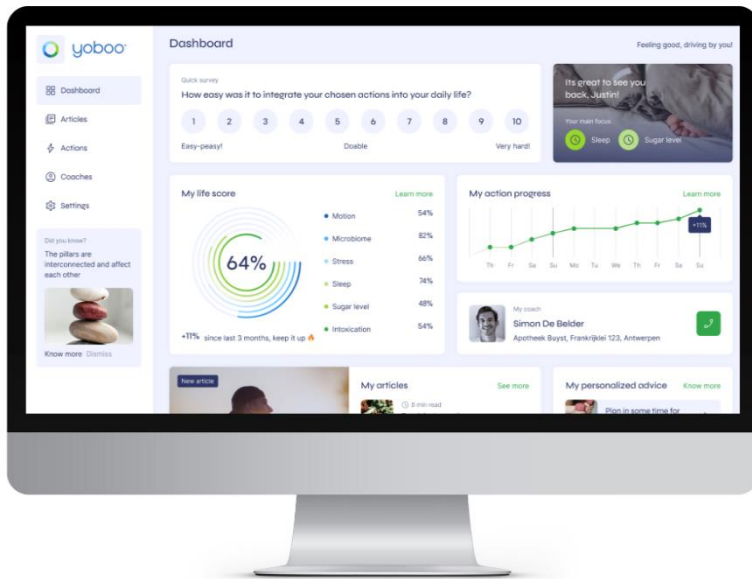 yoboo
Dashboard
Articles
Actions
Coaches
Settings
Did you know?
The pillars are
interconnected and affect
each other
Know more Dismiss
Dashboard
Feeling good, driving by you!
Quick survey
How easy was it to integrate your chosen actions into your daily life?
1 2 3 4 5 6 7 8 9 10
Easy-peasy! Doable Very hard!
Its great to see you
back, Justin!
Your main focus
Sleep Sugar level
My life score Learn more
64%
Motion 54%
Microbiome 82%
Stress 66%
Sleep 74%
Sugar level 48%
Intoxication 54%
+11% since last 3 months, keep it up 🔥
My action progress Learn more
+11%
Th Fr Sa Su Mo Tu We Th Fr Sa Su
My coach
Simon De Belder
Apotheek Buyst, Frankrijklei 123, Antwerpen
New article
My articles See more
8 min read
My personalized advice Know more
Plan in some time for